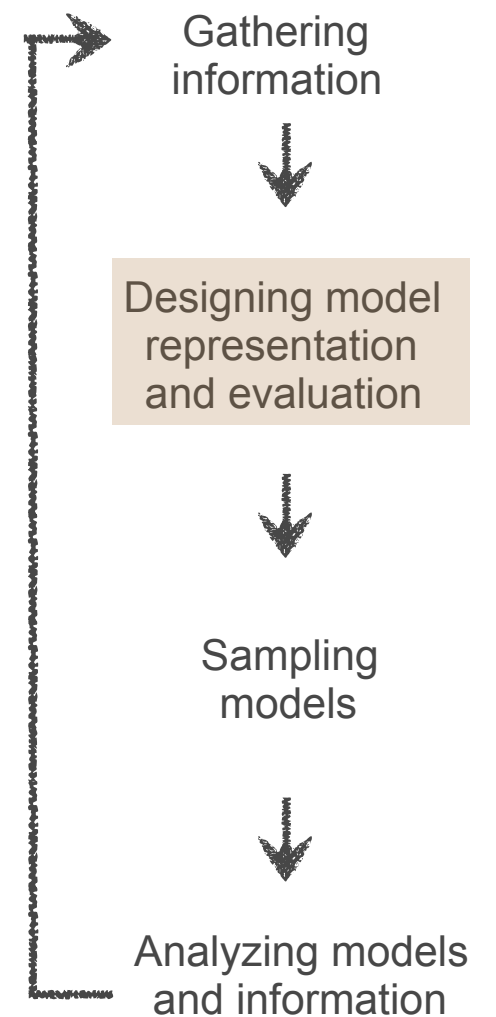 Gathering
information
Designing model
representation
and evaluation
Sampling
models
Analyzing models
and information